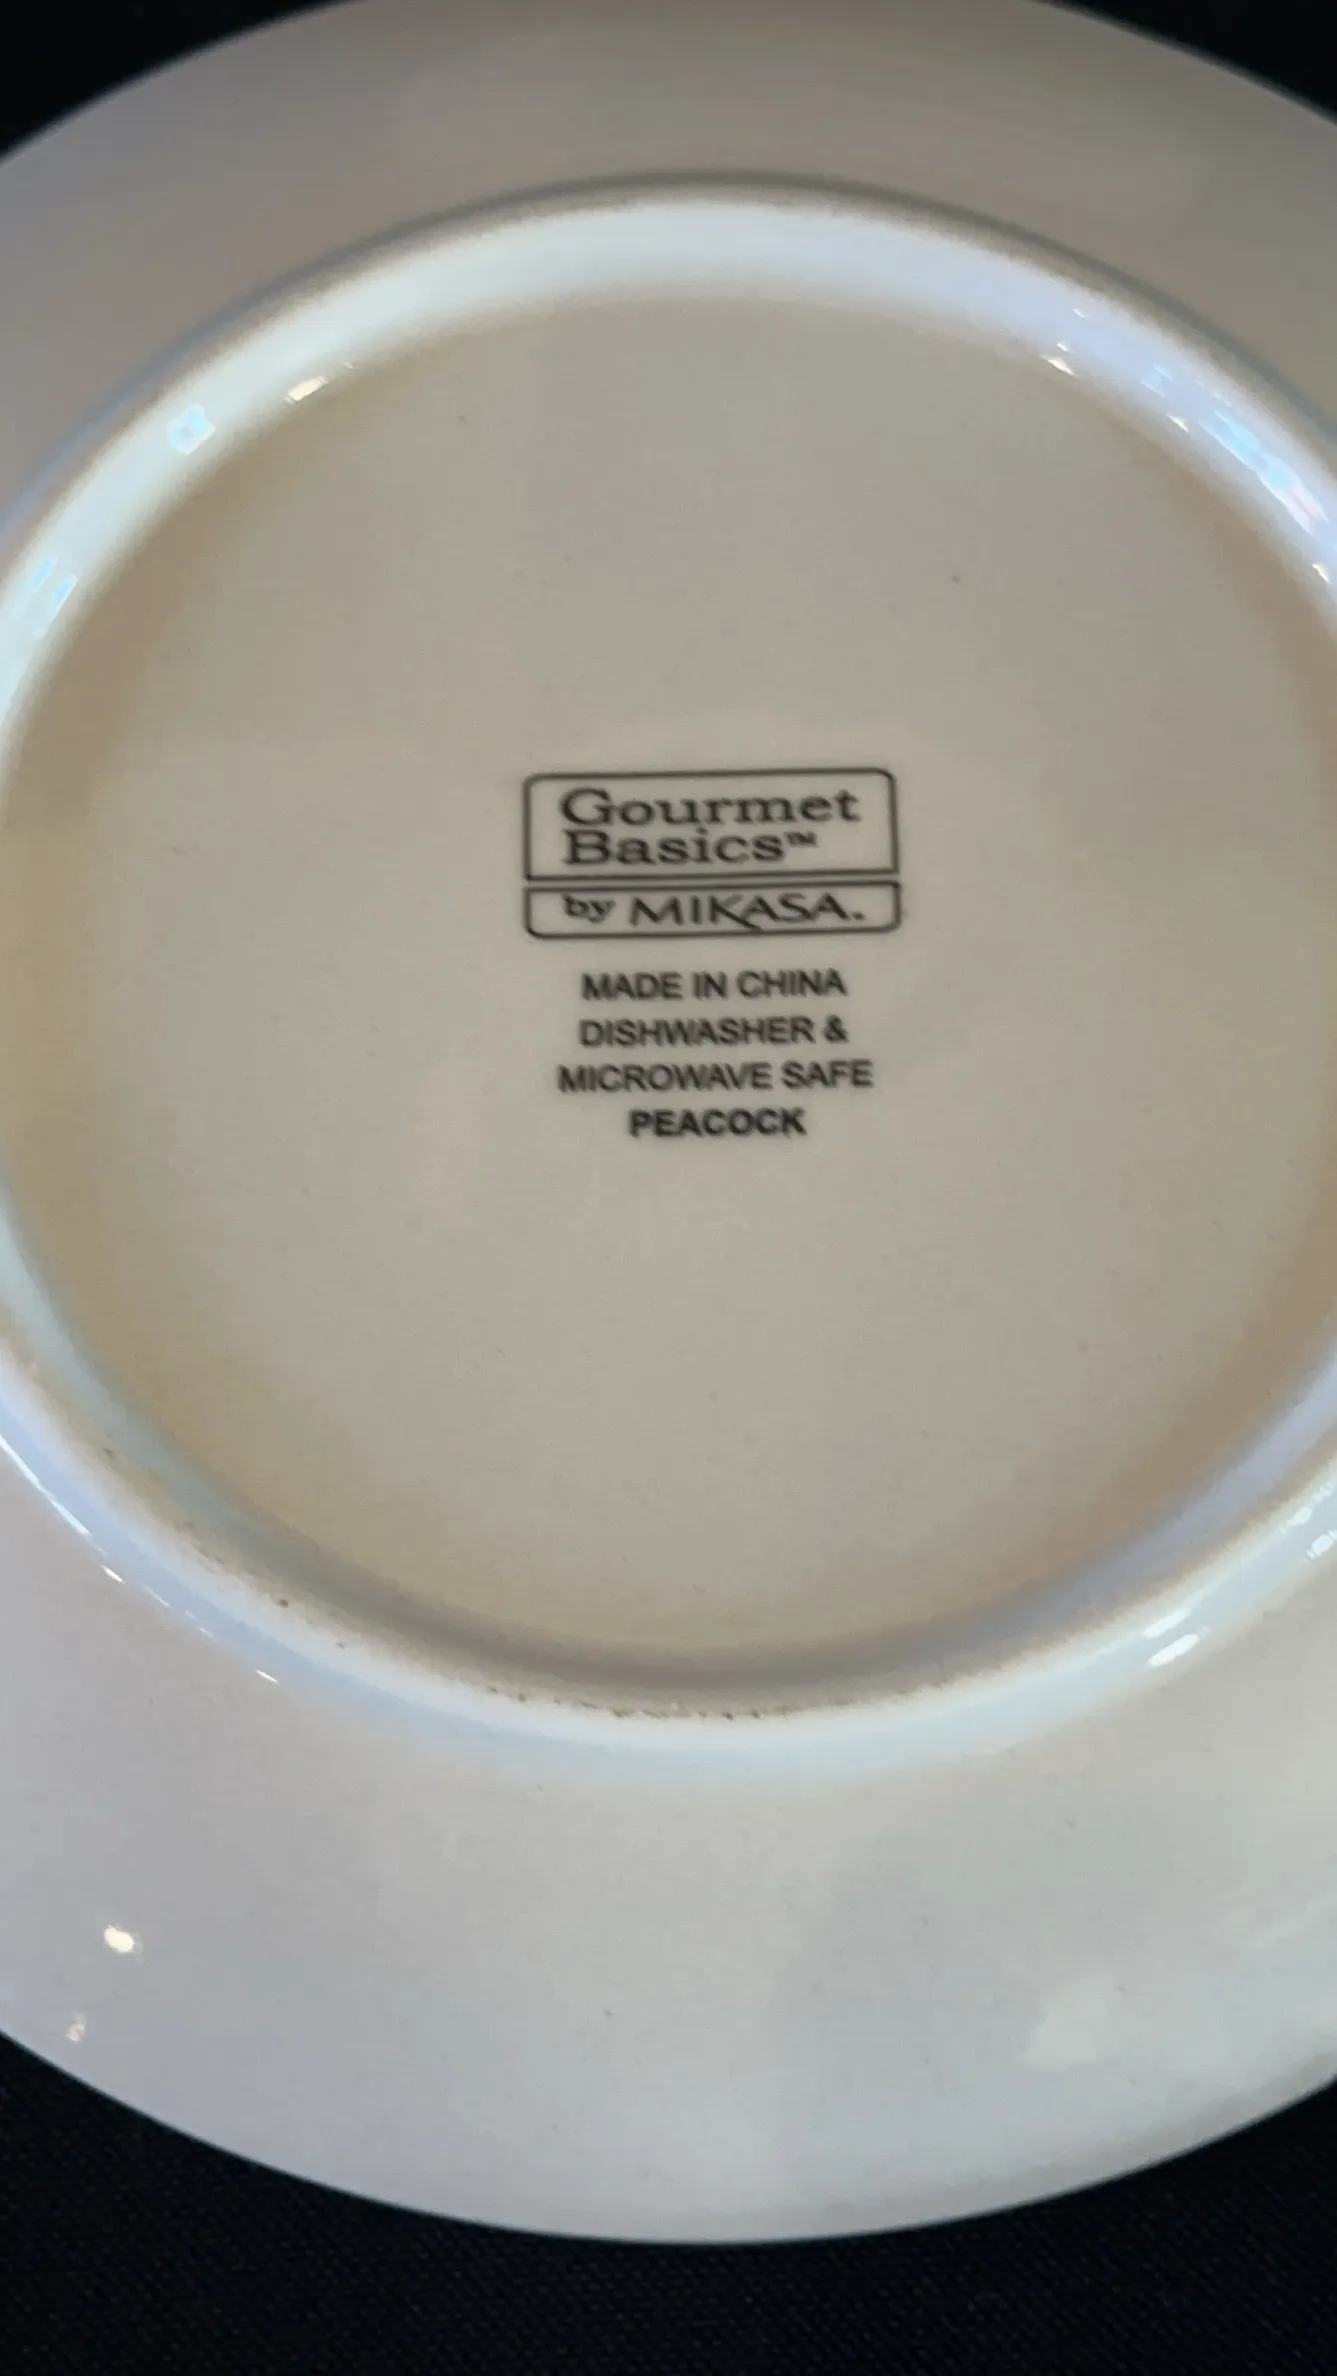 Gourmet
Basics™
by MIKASA.
MADE IN CHINA
DISHWASHER &
MICROWAVE SAFE
PEACOCK